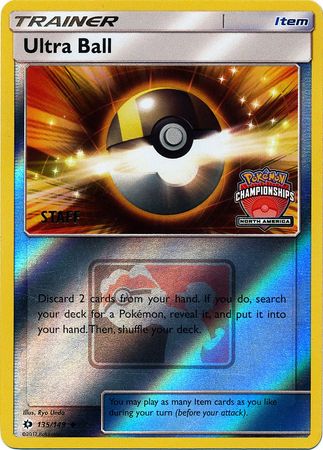 TRAINER Item
Ultra Ball
Pokémon
CHAMPIONSHIPS
NORTH AMERICA
STAFF
Discard 2 cards from your hand. If you do, search
your deck for a Pokémon, reveal it, and put it into
your hand. Then, shuffle your deck.
Illus. Ryo Ueda
135/149
©2017 Pokémon
You may play as many Item cards as you like
during your turn (before your attack).